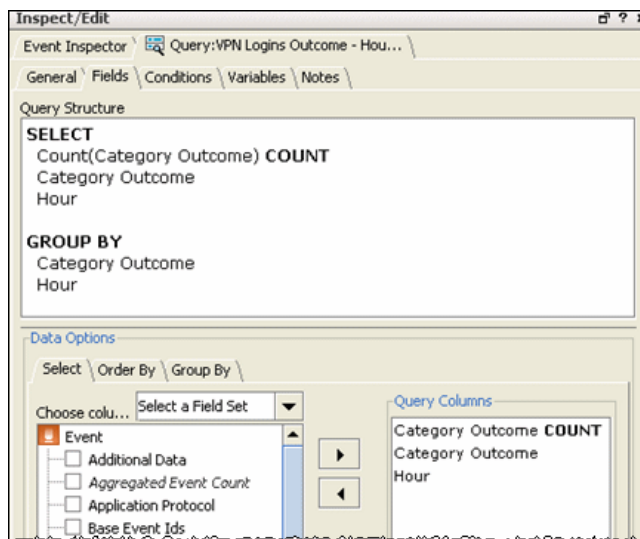 Inspect/Edit
Event Inspector Query:VPN Logins Outcome - Hou...
General Fields Conditions Variables Notes
Query Structure
SELECT
Count(Category Outcome) COUNT
Category Outcome
Hour
GROUP BY
Category Outcome
Hour
Data Options
Select Order By Group By
Choose colu... Select a Field Set
Query Columns
Event
Additional Data
Aggregated Event Count
Application Protocol
Base Event Ids
Category Outcome COUNT
Category Outcome
Hour